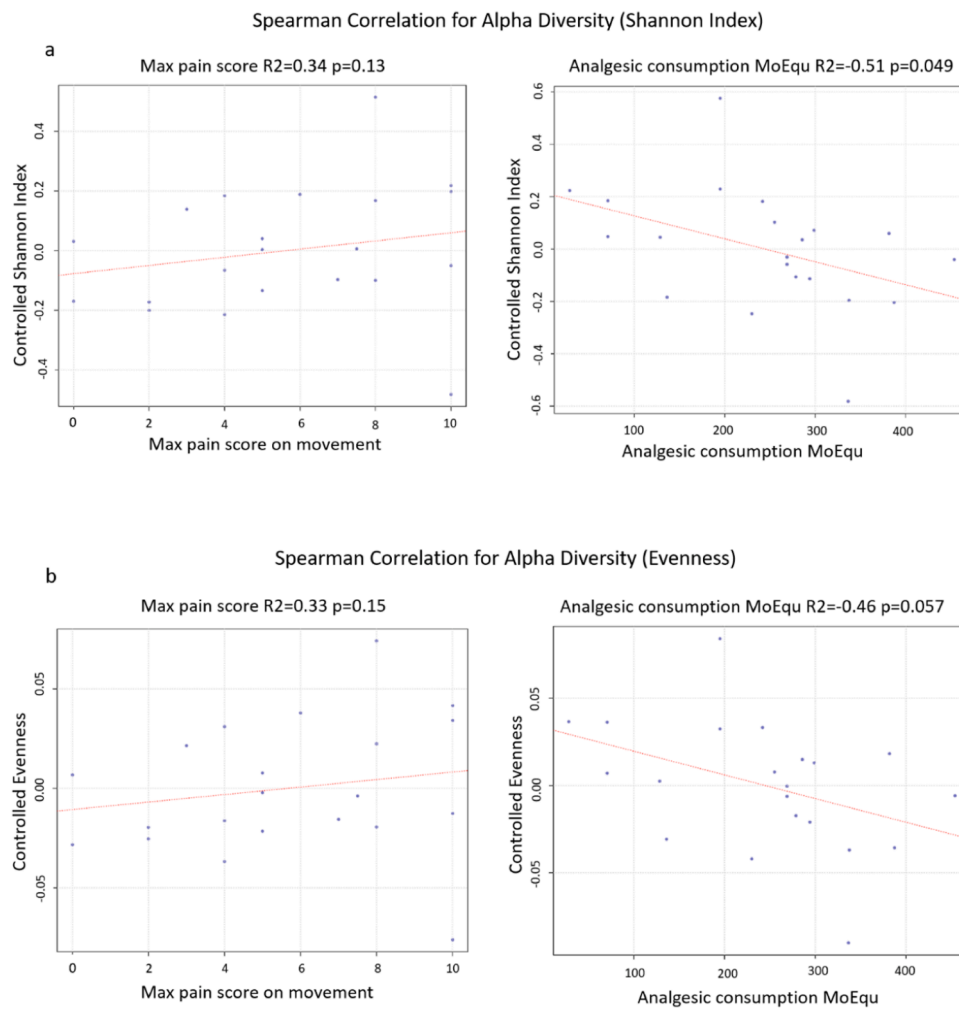 Spearman Correlation for Alpha Diversity (Shannon Index)
a
Max pain score R2=0.34 p=0.13
Controlled Shannon Index
0.4
0.2
0.0
-0.2
-0.4
0 2 4 6 8 10
Max pain score on movement
Analgesic consumption MoEqu R2=-0.51 p=0.049
Controlled Shannon Index
0.6
0.4
0.2
0.0
-0.2
-0.4
-0.6
100 200 300 400
Analgesic consumption MoEqu
Spearman Correlation for Alpha Diversity (Evenness)
b
Max pain score R2=0.33 p=0.15
Controlled Evenness
0.05
0.00
-0.05
0 2 4 6 8 10
Max pain score on movement
Analgesic consumption MoEqu R2=-0.46 p=0.057
Controlled Evenness
0.05
0.00
-0.05
100 200 300 400
Analgesic consumption MoEqu